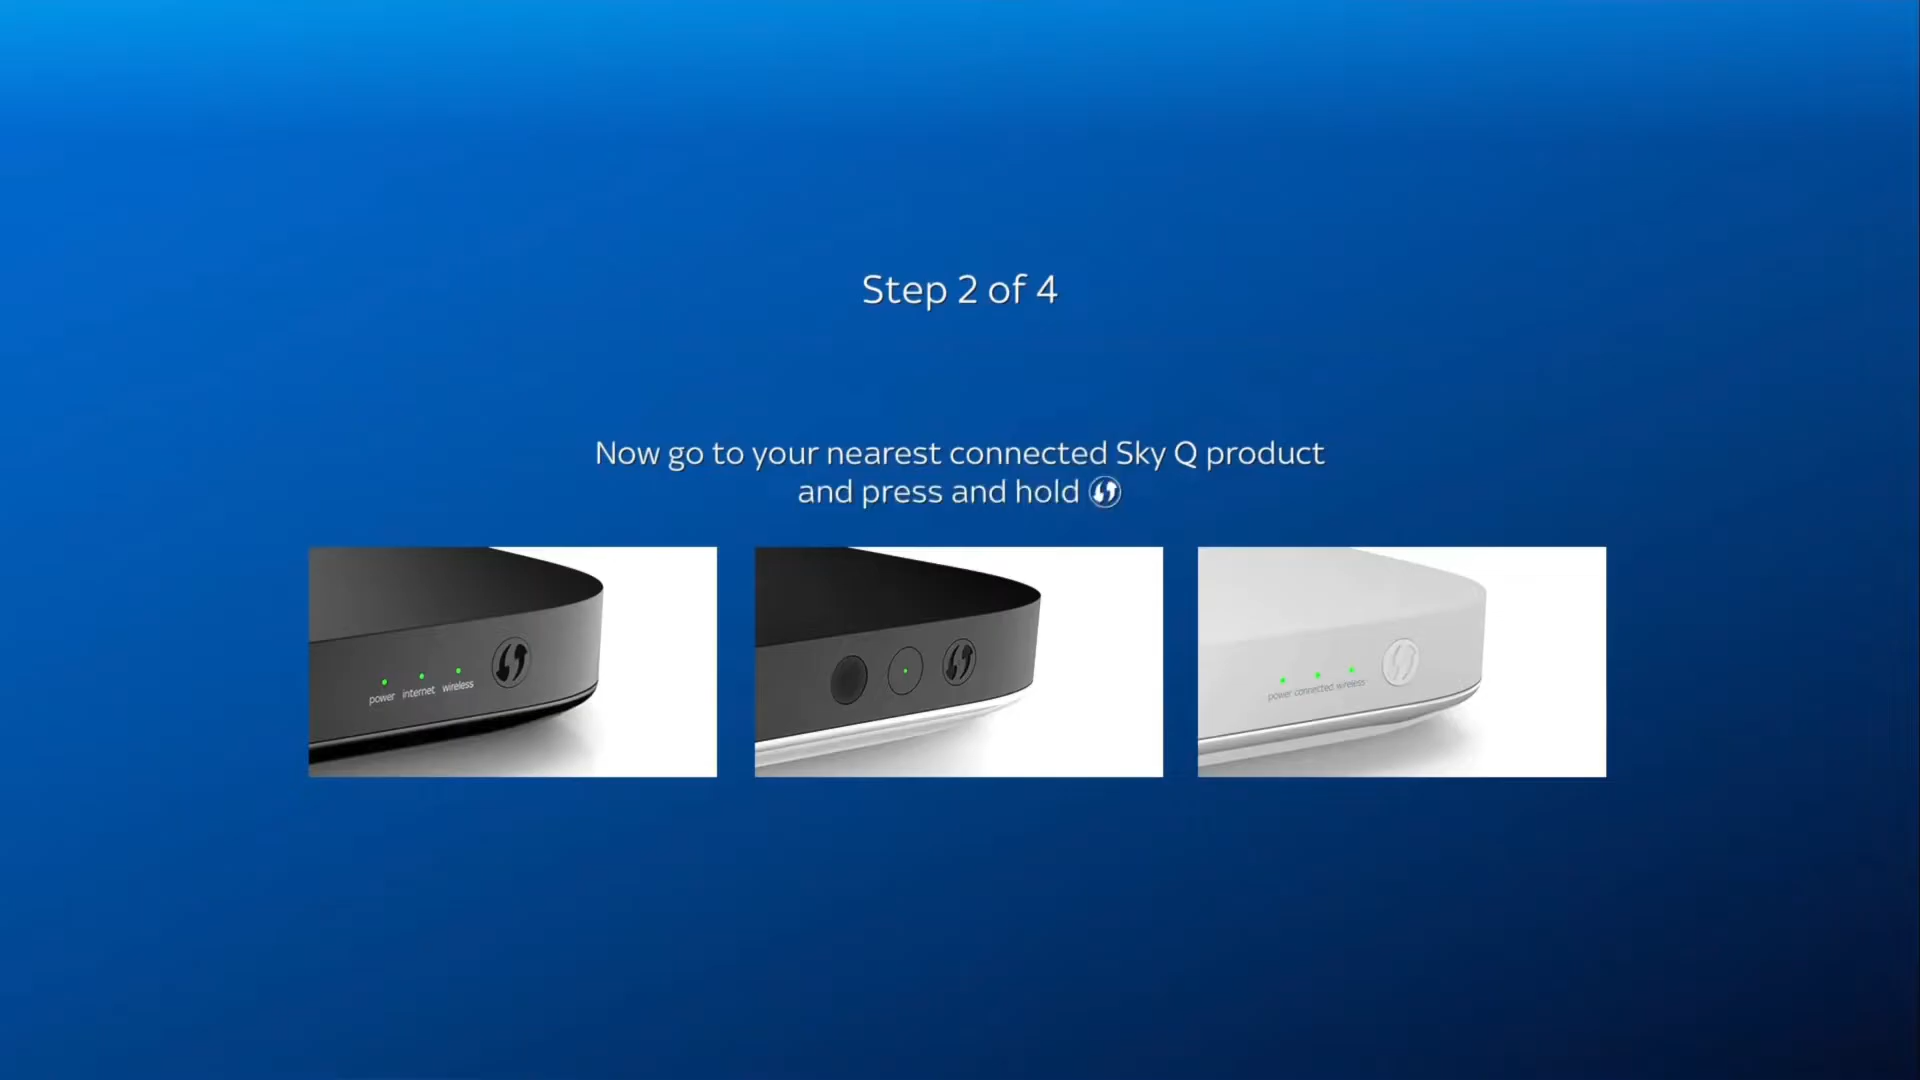 Step 2 of 4
Now go to your nearest connected Sky Q product
and press and hold
power internet wireless
power connected wireless